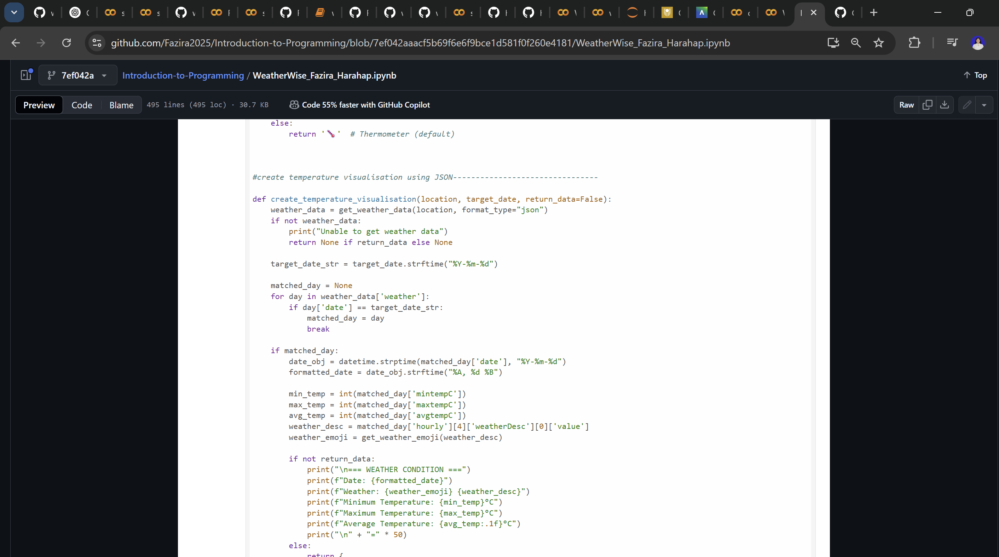 github.com/Fazira2025/Introduction-to-Programming/blob/7ef042aaacf5b69f6e6f9bce1d581f0f260e4181/WeatherWise_Fazira_Harahap.ipynb
7ef042a Introduction-to-Programming / WeatherWise_Fazira_Harahap.ipynb Top
Preview Code Blame 495 lines (495 loc) · 30.7 KB Code 55% faster with GitHub Copilot Raw
else:
return '🌡️' # Thermometer (default)
#create temperature visualisation using JSON--------------------------------
def create_temperature_visualisation(location, target_date, return_data=False):
weather_data = get_weather_data(location, format_type="json")
if not weather_data:
print("Unable to get weather data")
return None if return_data else None
target_date_str = target_date.strftime("%Y-%m-%d")
matched_day = None
for day in weather_data['weather']:
if day['date'] == target_date_str:
matched_day = day
break
if matched_day:
date_obj = datetime.strptime(matched_day['date'], "%Y-%m-%d")
formatted_date = date_obj.strftime("%A, %d %B")
min_temp = int(matched_day['mintempC'])
max_temp = int(matched_day['maxtempC'])
avg_temp = int(matched_day['avgtempC'])
weather_desc = matched_day['hourly'][4]['weatherDesc'][0]['value']
weather_emoji = get_weather_emoji(weather_desc)
if not return_data:
print("\n=== WEATHER CONDITION ===")
print(f"Date: {formatted_date}")
print(f"Weather: {weather_emoji} {weather_desc}")
print(f"Minimum Temperature: {min_temp}°C")
print(f"Maximum Temperature: {max_temp}°C")
print(f"Average Temperature: {avg_temp:.1f}°C")
print("\n" + "=" * 50)
else:
return {